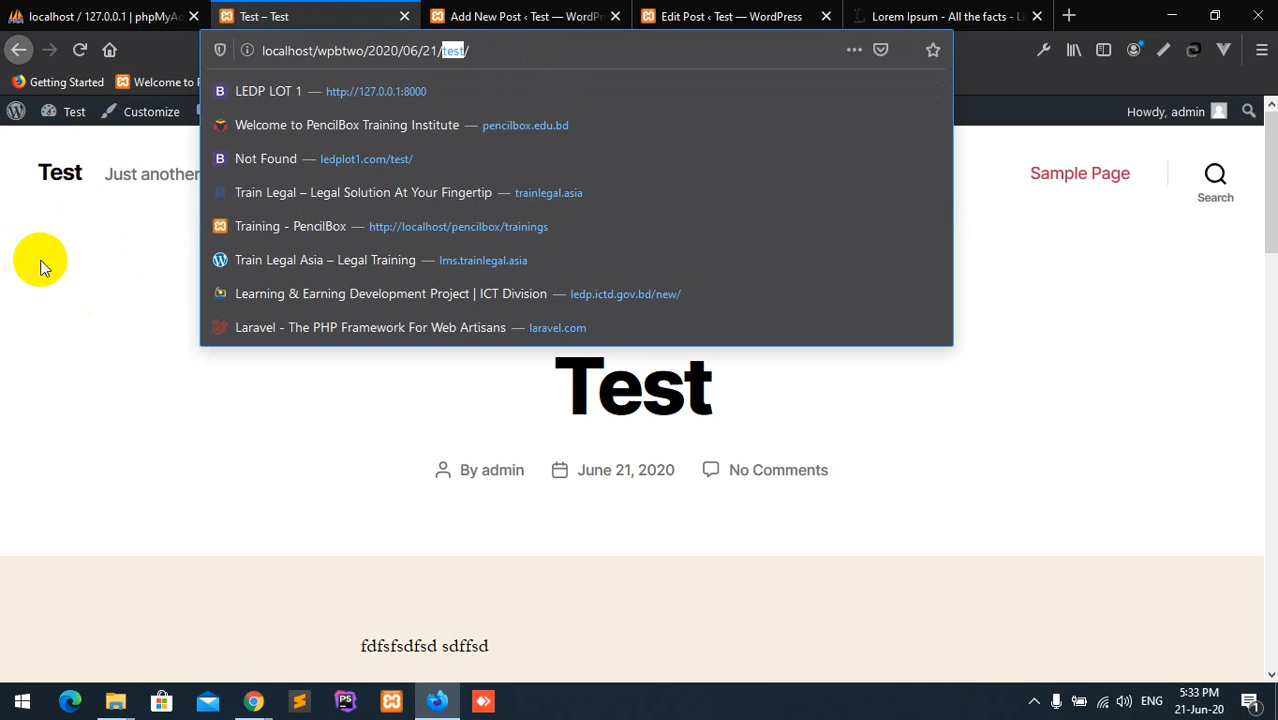 localhost / 127.0.0.1 | phpMyAd
Test – Test
Add New Post ‹ Test — WordPr
Edit Post ‹ Test — WordPress
Lorem Ipsum - All the facts - Li
localhost/wpbtwo/2020/06/21/test/
Getting Started
Welcome to P
LEDP LOT 1 — http://127.0.0.1:8000
Welcome to PencilBox Training Institute — pencilbox.edu.bd
Not Found — ledplot1.com/test/
Train Legal – Legal Solution At Your Fingertip — trainlegal.asia
Training - PencilBox — http://localhost/pencilbox/trainings
Train Legal Asia – Legal Training — lms.trainlegal.asia
Learning & Earning Development Project | ICT Division — ledp.ictd.gov.bd/new/
Laravel - The PHP Framework For Web Artisans — laravel.com
Test
Customize
Howdy, admin
Test
Just another
Sample Page
Search
Test
By admin
June 21, 2020
No Comments
fdfsfsdfsd sdffsd
ENG
5:33 PM
21-Jun-20